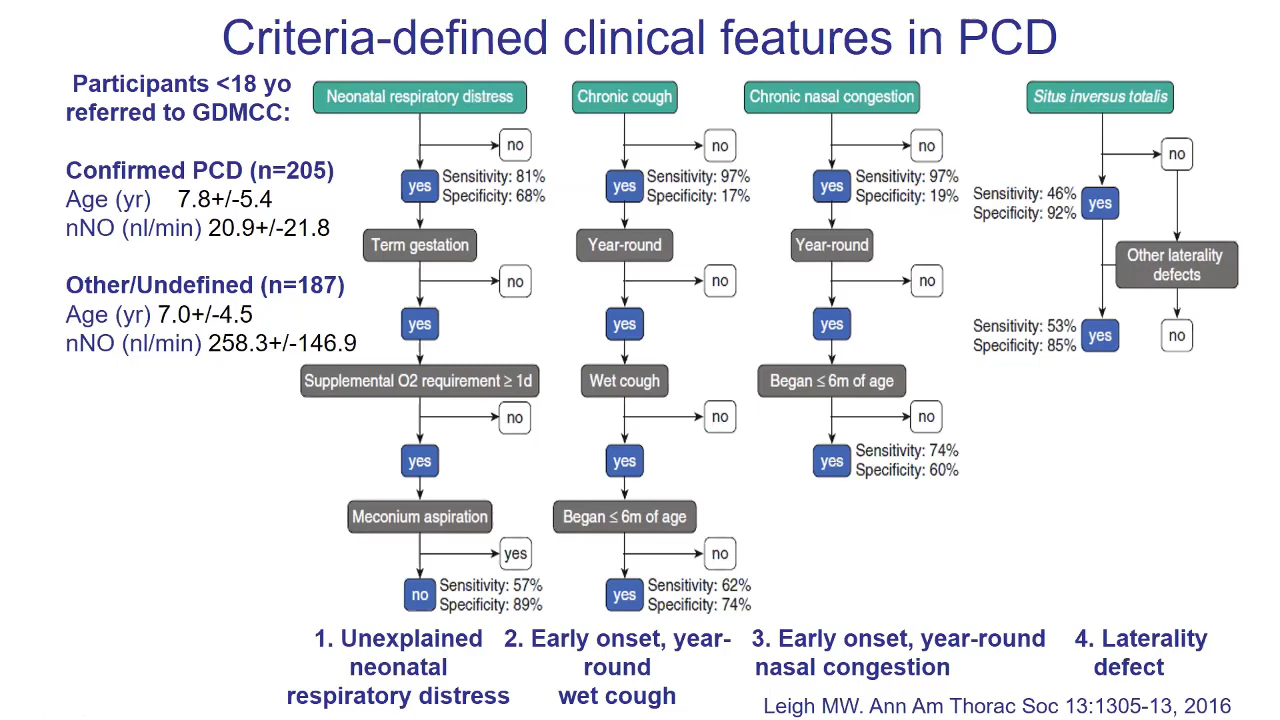 Criteria-defined clinical features in PCD
Participants <18 yo
referred to GDMCC:
Confirmed PCD (n=205)
Age (yr) 7.8+/-5.4
nNO (nl/min) 20.9+/-21.8
Other/Undefined (n=187)
Age (yr) 7.0+/-4.5
nNO (nl/min) 258.3+/-146.9
Neonatal respiratory distress
no
yes
Sensitivity: 81%
Specificity: 68%
Term gestation
no
yes
Supplemental O2 requirement ≥ 1d
no
yes
Meconium aspiration
yes
no
Sensitivity: 57%
Specificity: 89%
1. Unexplained
neonatal
respiratory distress
Chronic cough
no
yes
Sensitivity: 97%
Specificity: 17%
Year-round
no
yes
Wet cough
no
yes
Began ≤ 6m of age
no
yes
Sensitivity: 62%
Specificity: 74%
2. Early onset, year-
round
wet cough
Chronic nasal congestion
no
yes
Sensitivity: 97%
Specificity: 19%
Year-round
no
yes
Began ≤ 6m of age
no
yes
Sensitivity: 74%
Specificity: 60%
3. Early onset, year-round
nasal congestion
Situs inversus totalis
no
Sensitivity: 46%
Specificity: 92%
yes
Other laterality
defects
Sensitivity: 53%
Specificity: 85%
yes
no
4. Laterality
defect
Leigh MW. Ann Am Thorac Soc 13:1305-13, 2016